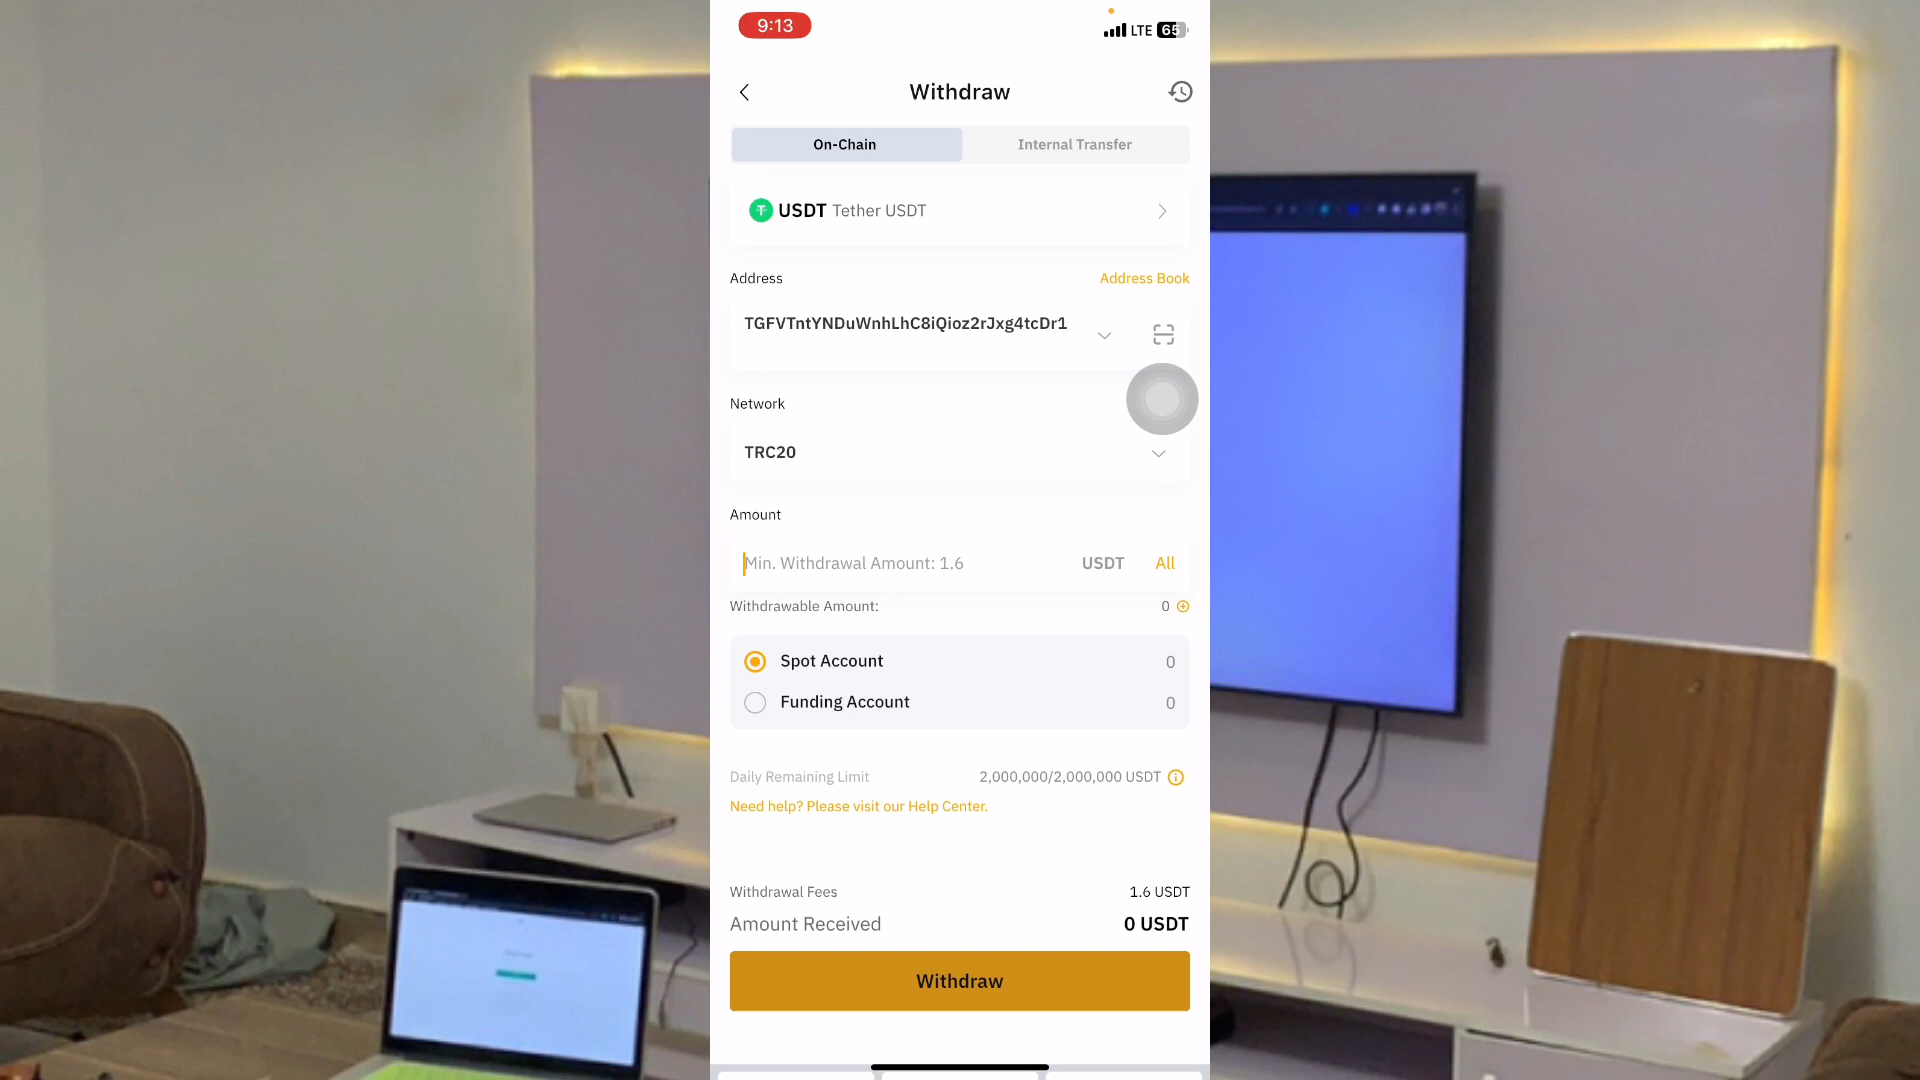 9:13
LTE 65
Withdraw
On-Chain
Internal Transfer
USDT Tether USDT
Address
Address Book
TGFVTntYNDuWnhLhC8iQioz2rJxg4tcDr1
Network
TRC20
Amount
Min. Withdrawal Amount: 1.6 USDT All
Withdrawable Amount: 0
Spot Account 0
Funding Account 0
Daily Remaining Limit 2,000,000/2,000,000 USDT
Need help? Please visit our Help Center.
Withdrawal Fees 1.6 USDT
Amount Received 0 USDT
Withdraw